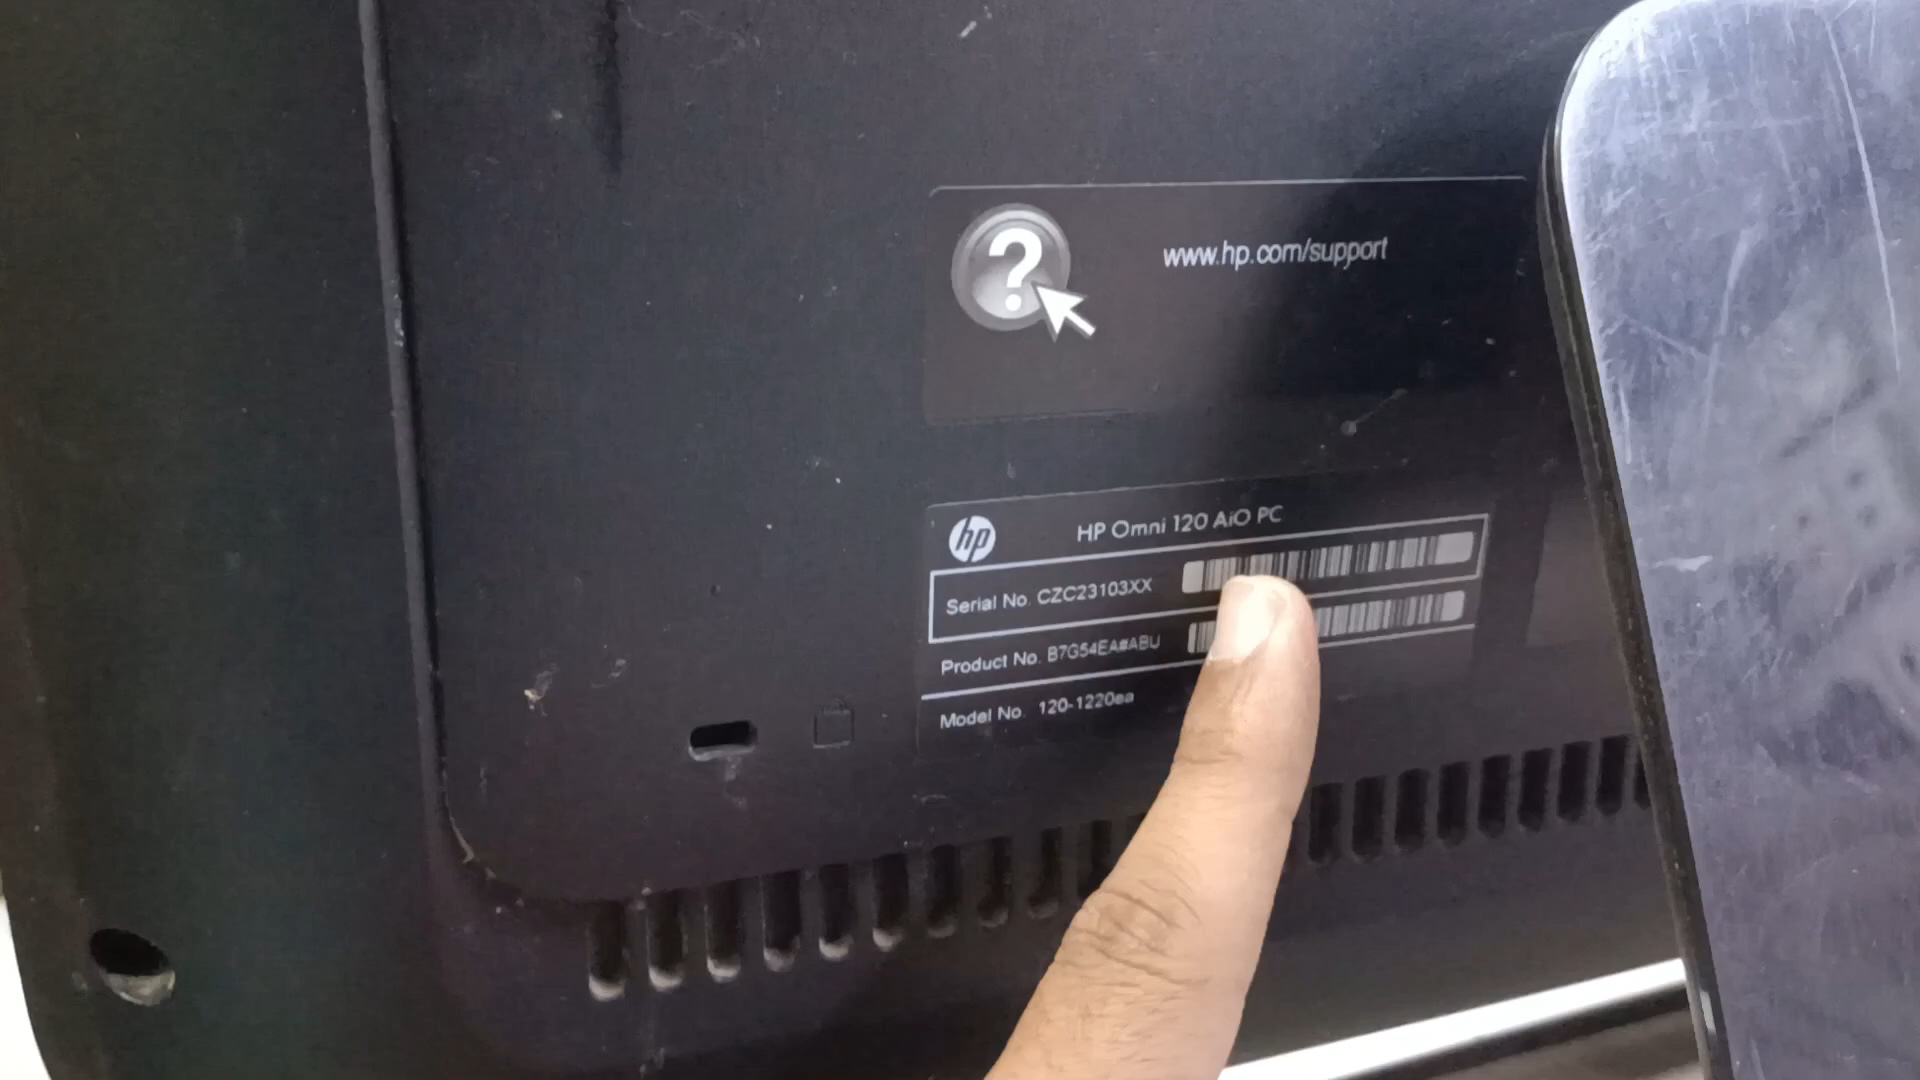 ?
www.hp.com/support
hp
HP Omni 120 AiO PC
Serial No. CZC23103XX
Product No. B7G54EA#ABU
Model No. 120-1220ea